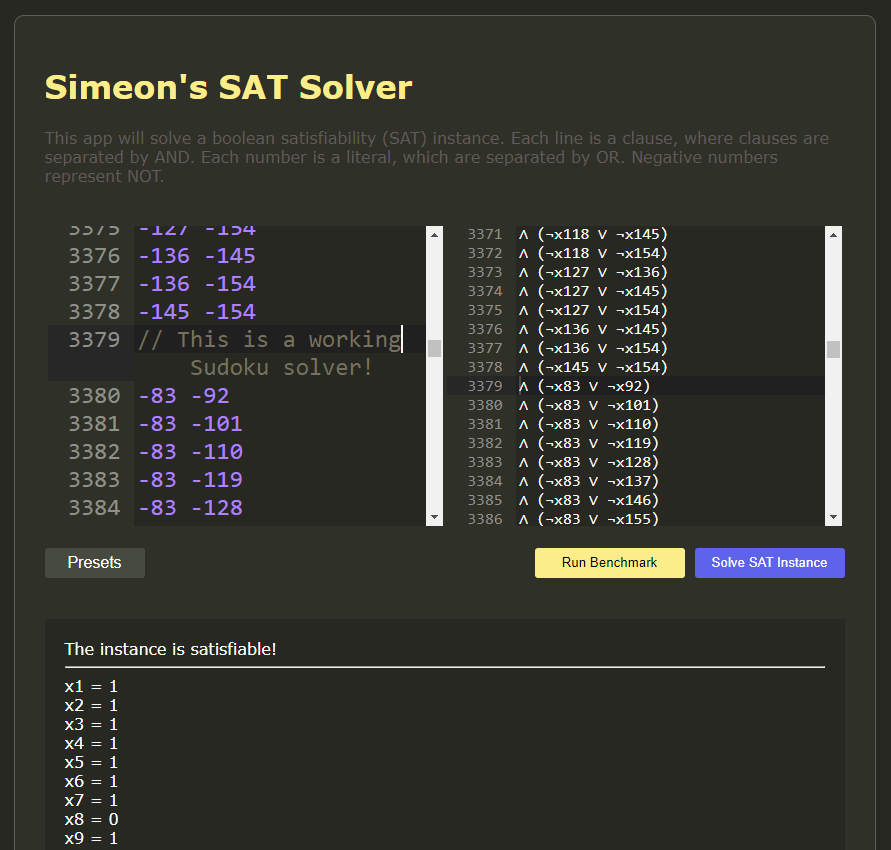 Simeon's SAT Solver
This app will solve a boolean satisfiability (SAT) instance. Each line is a clause, where clauses are
separated by AND. Each number is a literal, which are separated by OR. Negative numbers
represent NOT.
3375 -127 -154
3376 -136 -145
3377 -136 -154
3378 -145 -154
3379 // This is a working
Sudoku solver!
3380 -83 -92
3381 -83 -101
3382 -83 -110
3383 -83 -119
3384 -83 -128
3371 ∧ (¬x118 ∨ ¬x145)
3372 ∧ (¬x118 ∨ ¬x154)
3373 ∧ (¬x127 ∨ ¬x136)
3374 ∧ (¬x127 ∨ ¬x145)
3375 ∧ (¬x127 ∨ ¬x154)
3376 ∧ (¬x136 ∨ ¬x145)
3377 ∧ (¬x136 ∨ ¬x154)
3378 ∧ (¬x145 ∨ ¬x154)
3379 ∧ (¬x83 ∨ ¬x92)
3380 ∧ (¬x83 ∨ ¬x101)
3381 ∧ (¬x83 ∨ ¬x110)
3382 ∧ (¬x83 ∨ ¬x119)
3383 ∧ (¬x83 ∨ ¬x128)
3384 ∧ (¬x83 ∨ ¬x137)
3385 ∧ (¬x83 ∨ ¬x146)
3386 ∧ (¬x83 ∨ ¬x155)
Presets
Run Benchmark
Solve SAT Instance
The instance is satisfiable!
x1 = 1
x2 = 1
x3 = 1
x4 = 1
x5 = 1
x6 = 1
x7 = 1
x8 = 0
x9 = 1